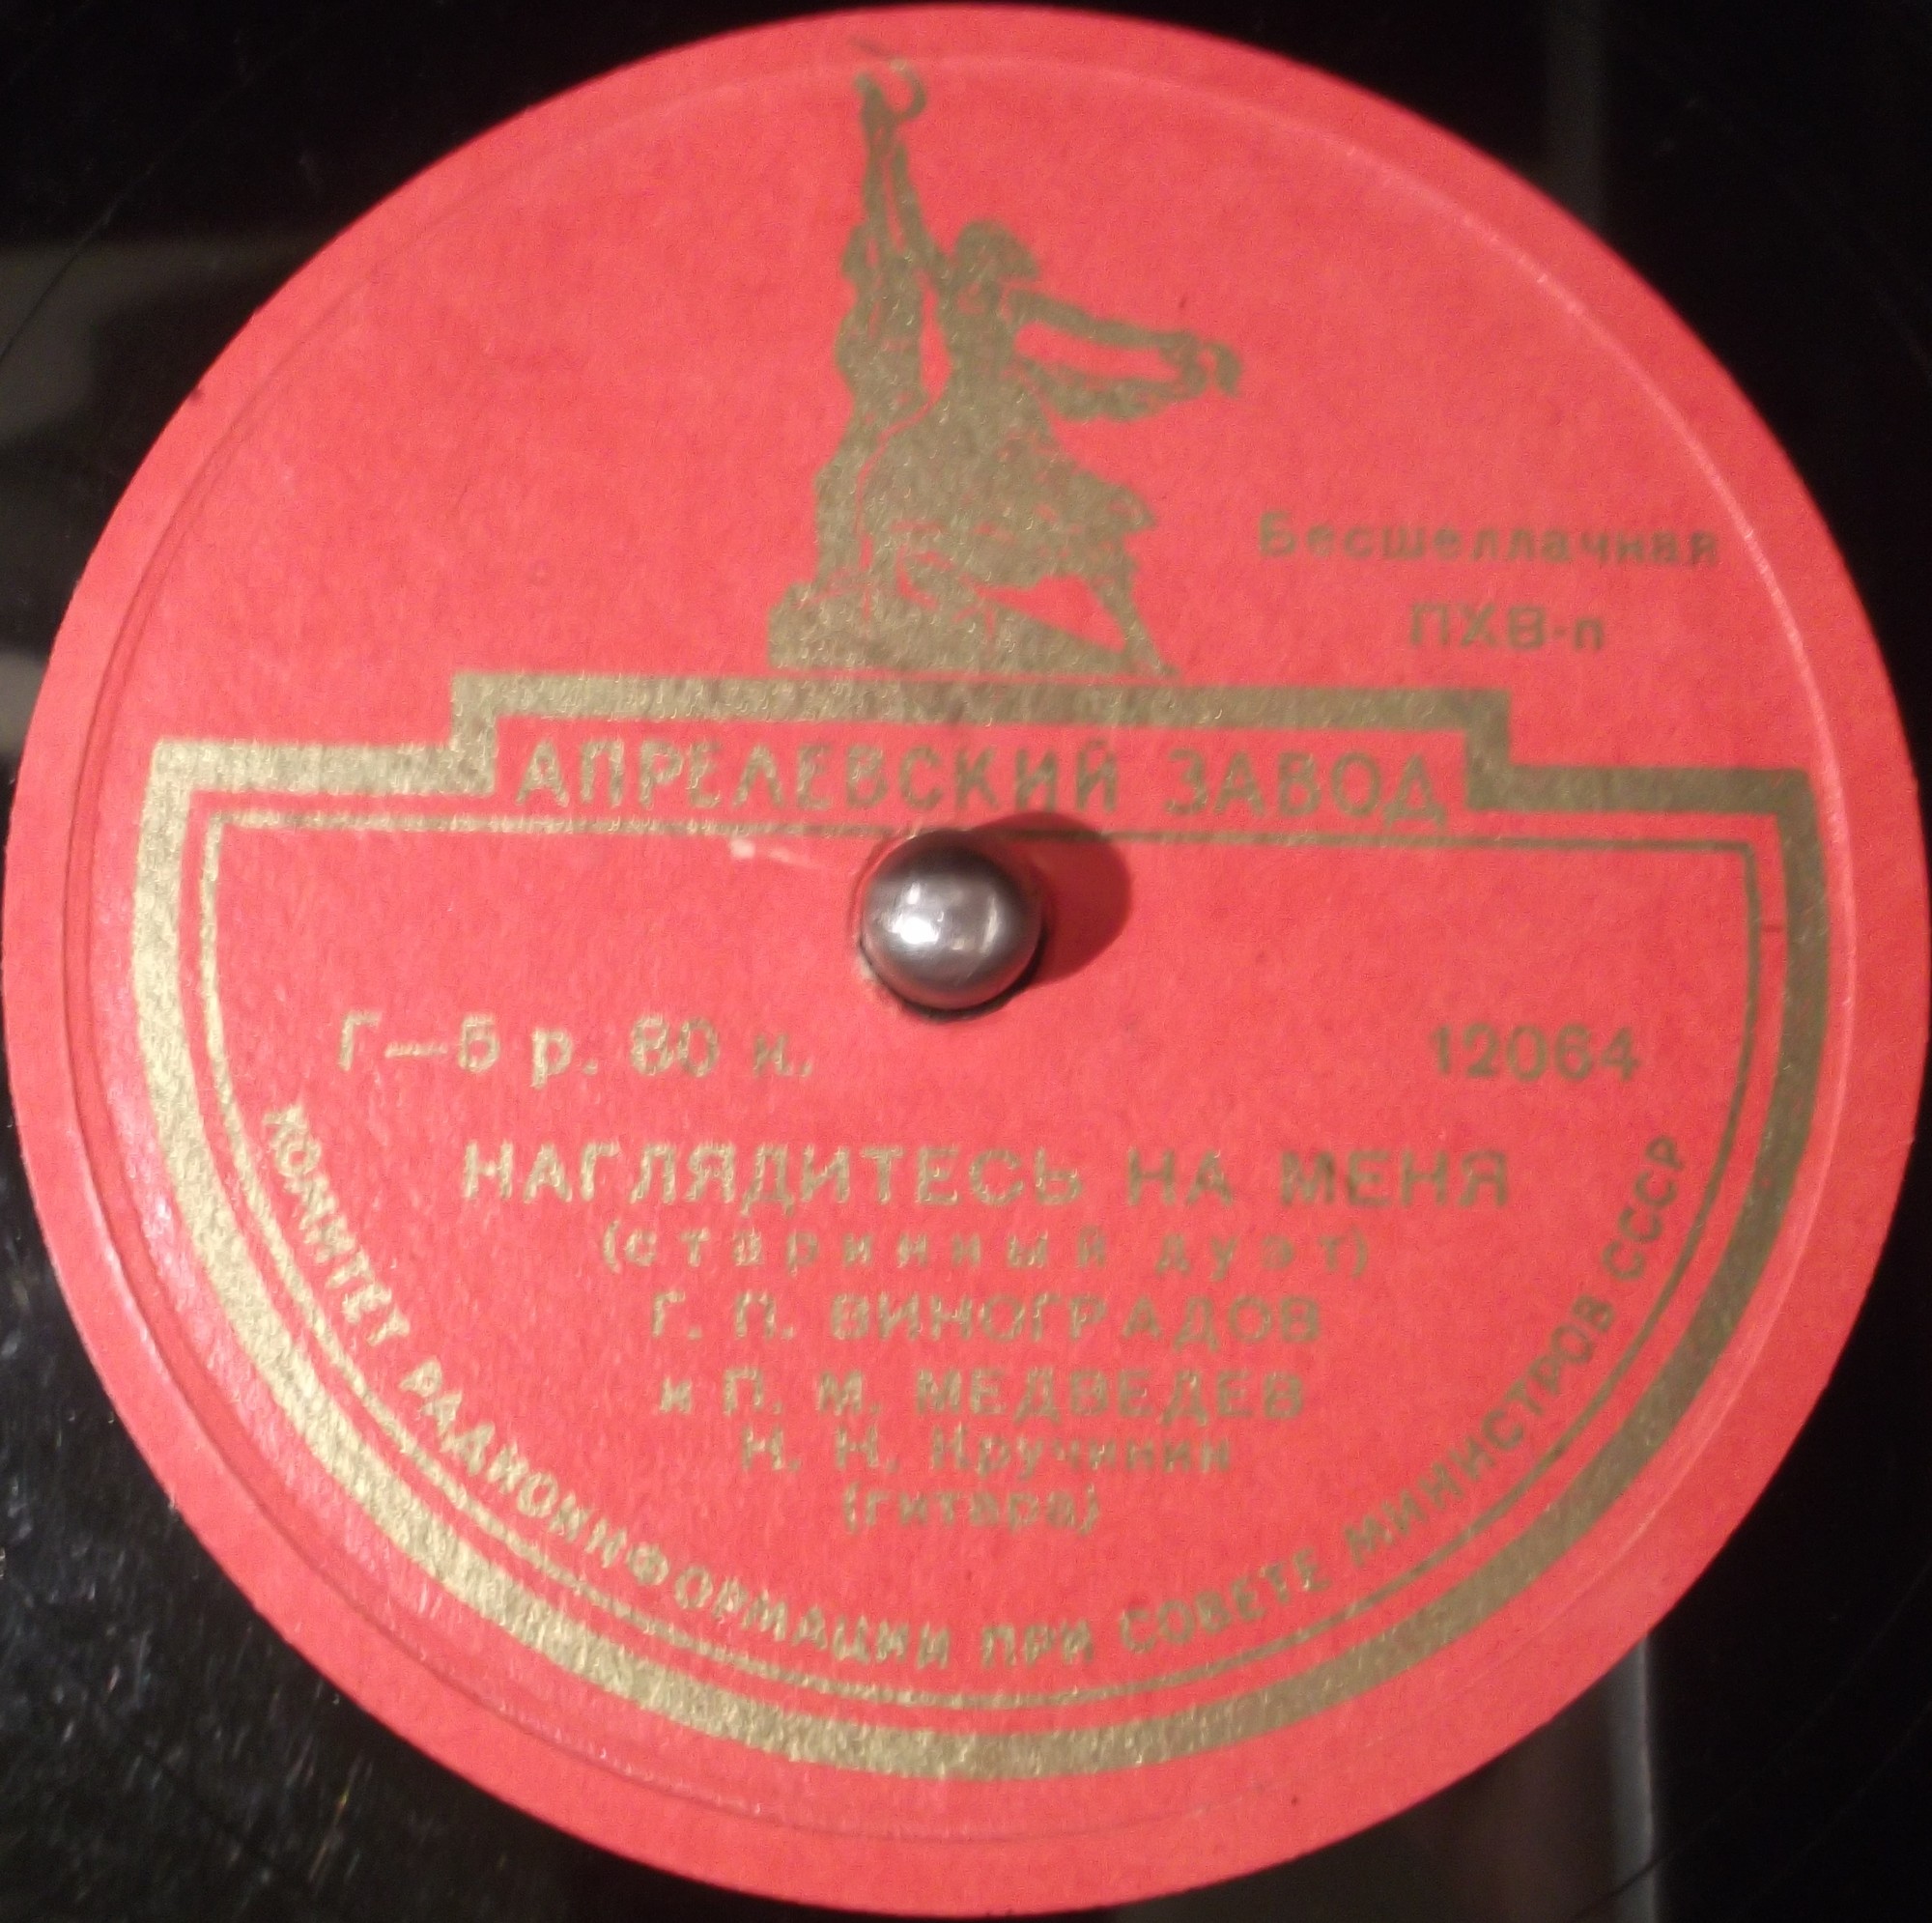 Бесшеллачная
ПХВ-п
АПРЕЛЕВСКИЙ ЗАВОД
Г—5 р. 80 к.
12064
НАГЛЯДИТЕСЬ НА МЕНЯ
(старинный дуэт)
Г. П. ВИНОГРАДОВ
и П. М. МЕДВЕДЕВ
Н. Н. Кручинин
(гитара)
КОМИТЕТ РАДИОИНФОРМАЦИИ ПРИ СОВЕТЕ МИНИСТРОВ СССР